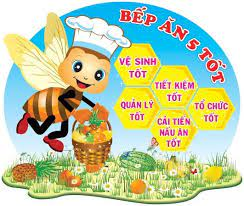 BẾP ĂN 5 TỐT
VỆ SINH
TỐT
TIẾT KIỆM
TỐT
QUẢN LÝ
TỐT
TỔ CHỨC
TỐT
CẢI TIẾN
NẤU ĂN
TỐT